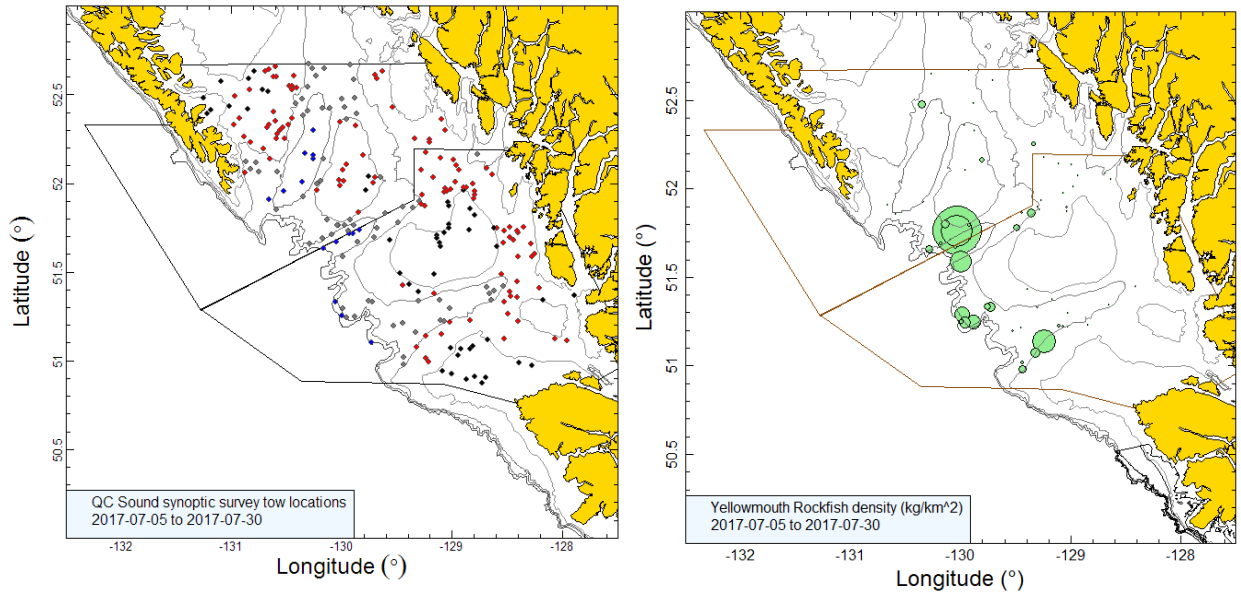 Latitude (°)
52.5
52
51.5
51
50.5
QC Sound synoptic survey tow locations
2017-07-05 to 2017-07-30
-132
-131
-130
-129
-128
Longitude (°)
Latitude (°)
52.5
52
51.5
51
50.5
Yellowmouth Rockfish density (kg/km^2)
2017-07-05 to 2017-07-30
-132
-131
-130
-129
-128
Longitude (°)